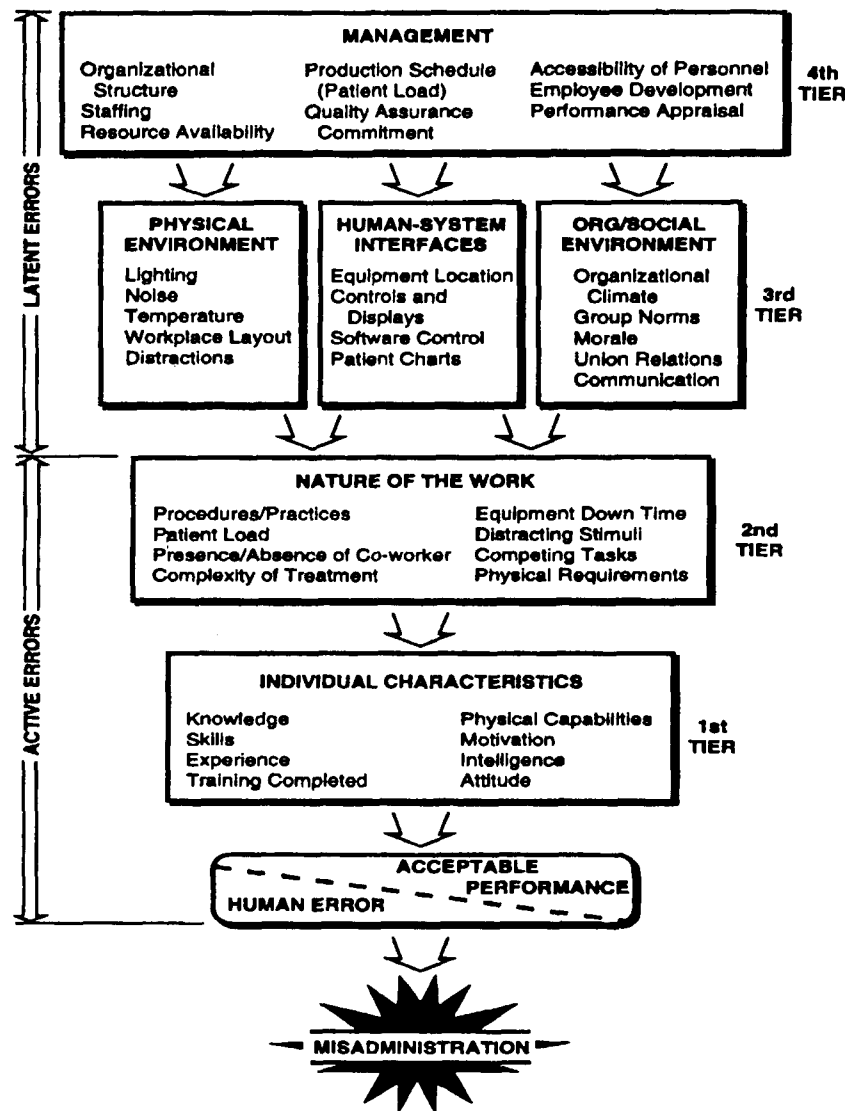 MANAGEMENT
Organizational
Structure
Staffing
Resource Availability
Production Schedule
(Patient Load)
Quality Assurance
Commitment
Accessibility of Personnel
Employee Development
Performance Appraisal
4th
TIER
LATENT ERRORS
PHYSICAL
ENVIRONMENT
Lighting
Noise
Temperature
Workplace Layout
Distractions
HUMAN-SYSTEM
INTERFACES
Equipment Location
Controls and
Displays
Software Control
Patient Charts
ORG/SOCIAL
ENVIRONMENT
Organizational
Climate
Group Norms
Morale
Union Relations
Communication
3rd
TIER
NATURE OF THE WORK
Procedures/Practices
Patient Load
Presence/Absence of Co-worker
Complexity of Treatment
Equipment Down Time
Distracting Stimuli
Competing Tasks
Physical Requirements
2nd
TIER
ACTIVE ERRORS
INDIVIDUAL CHARACTERISTICS
Knowledge
Skills
Experience
Training Completed
Physical Capabilities
Motivation
Intelligence
Attitude
1st
TIER
ACCEPTABLE
PERFORMANCE
HUMAN ERROR
MISADMINISTRATION